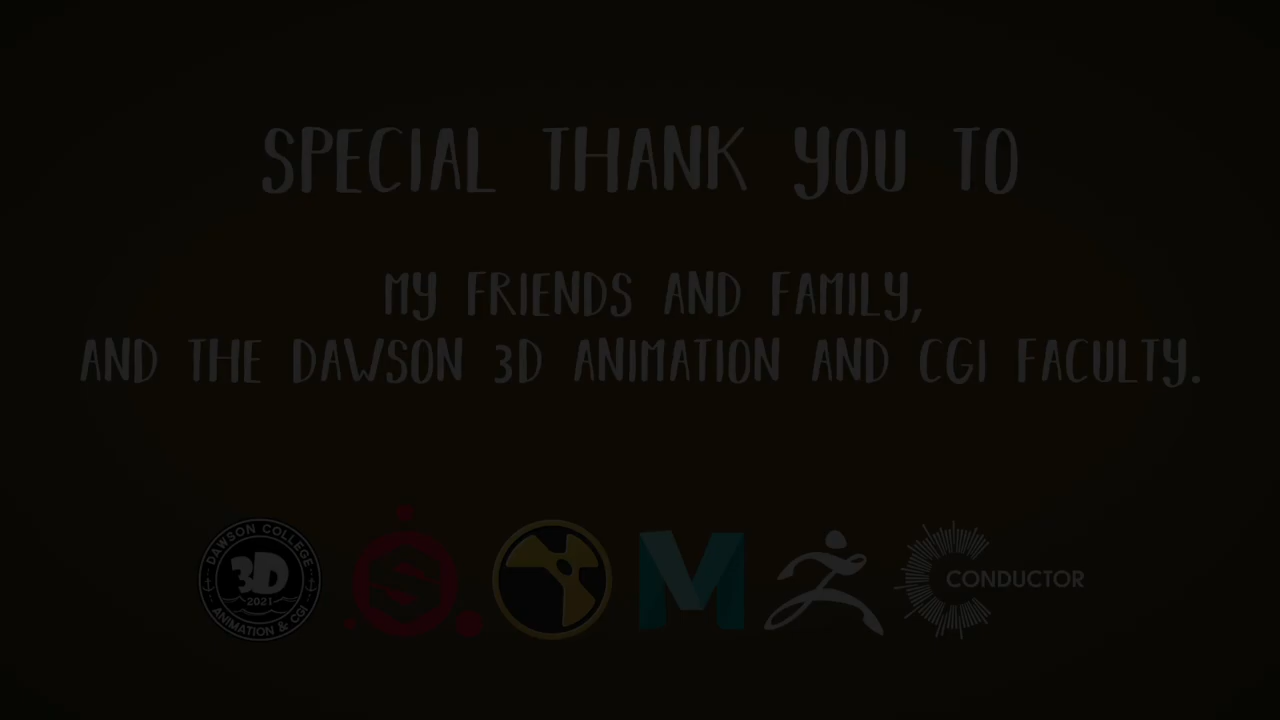 SPECIAL THANK YOU TO
MY FRIENDS AND FAMILY,
AND THE DAWSON 3D ANIMATION AND CGI FACULTY.
DAWSON COLLEGE
3D
2021
ANIMATION & CGI
S
M
CONDUCTOR